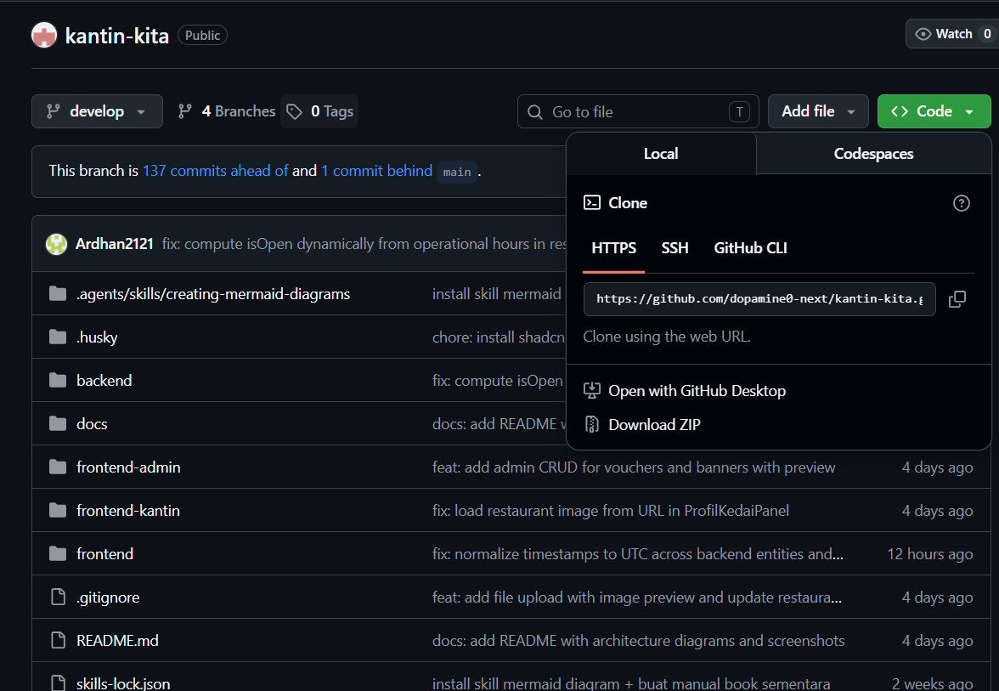 kantin-kita Public
Watch 0
develop 4 Branches 0 Tags
Go to file T
Add file
Code
This branch is 137 commits ahead of and 1 commit behind main .
Local Codespaces
Clone
HTTPS SSH GitHub CLI
https://github.com/dopamine0-next/kantin-kita.g
Clone using the web URL.
Open with GitHub Desktop
Download ZIP
Ardhan2121 fix: compute isOpen dynamically from operational hours in res
.agents/skills/creating-mermaid-diagrams install skill mermaid
.husky chore: install shadcn
backend fix: compute isOpen
docs docs: add README
frontend-admin feat: add admin CRUD for vouchers and banners with preview 4 days ago
frontend-kantin fix: load restaurant image from URL in ProfilKedaiPanel 4 days ago
frontend fix: normalize timestamps to UTC across backend entities and... 12 hours ago
.gitignore feat: add file upload with image preview and update restaura... 4 days ago
README.md docs: add README with architecture diagrams and screenshots 4 days ago
skills-lock.json install skill mermaid diagram + buat manual book sementara 2 weeks ago